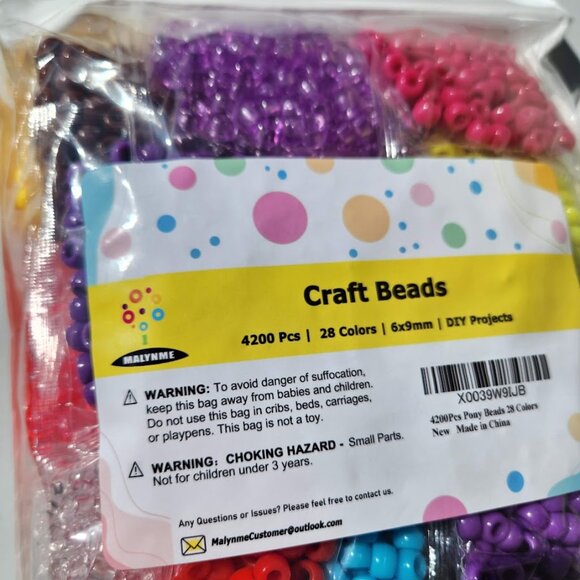 Craft Beads
4200 Pcs | 28 Colors | 6x9mm | DIY Projects
MALYNME
WARNING: To avoid danger of suffocation,
keep this bag away from babies and children.
Do not use this bag in cribs, beds, carriages,
or playpens. This bag is not a toy.
X0039W9IJB
4200Pcs Pony Beads 28 Colors
New Made in China
WARNING: CHOKING HAZARD - Small Parts.
Not for children under 3 years.
Any Questions or Issues? Please feel free to contact us.
MalynmeCustomer@outlook.com